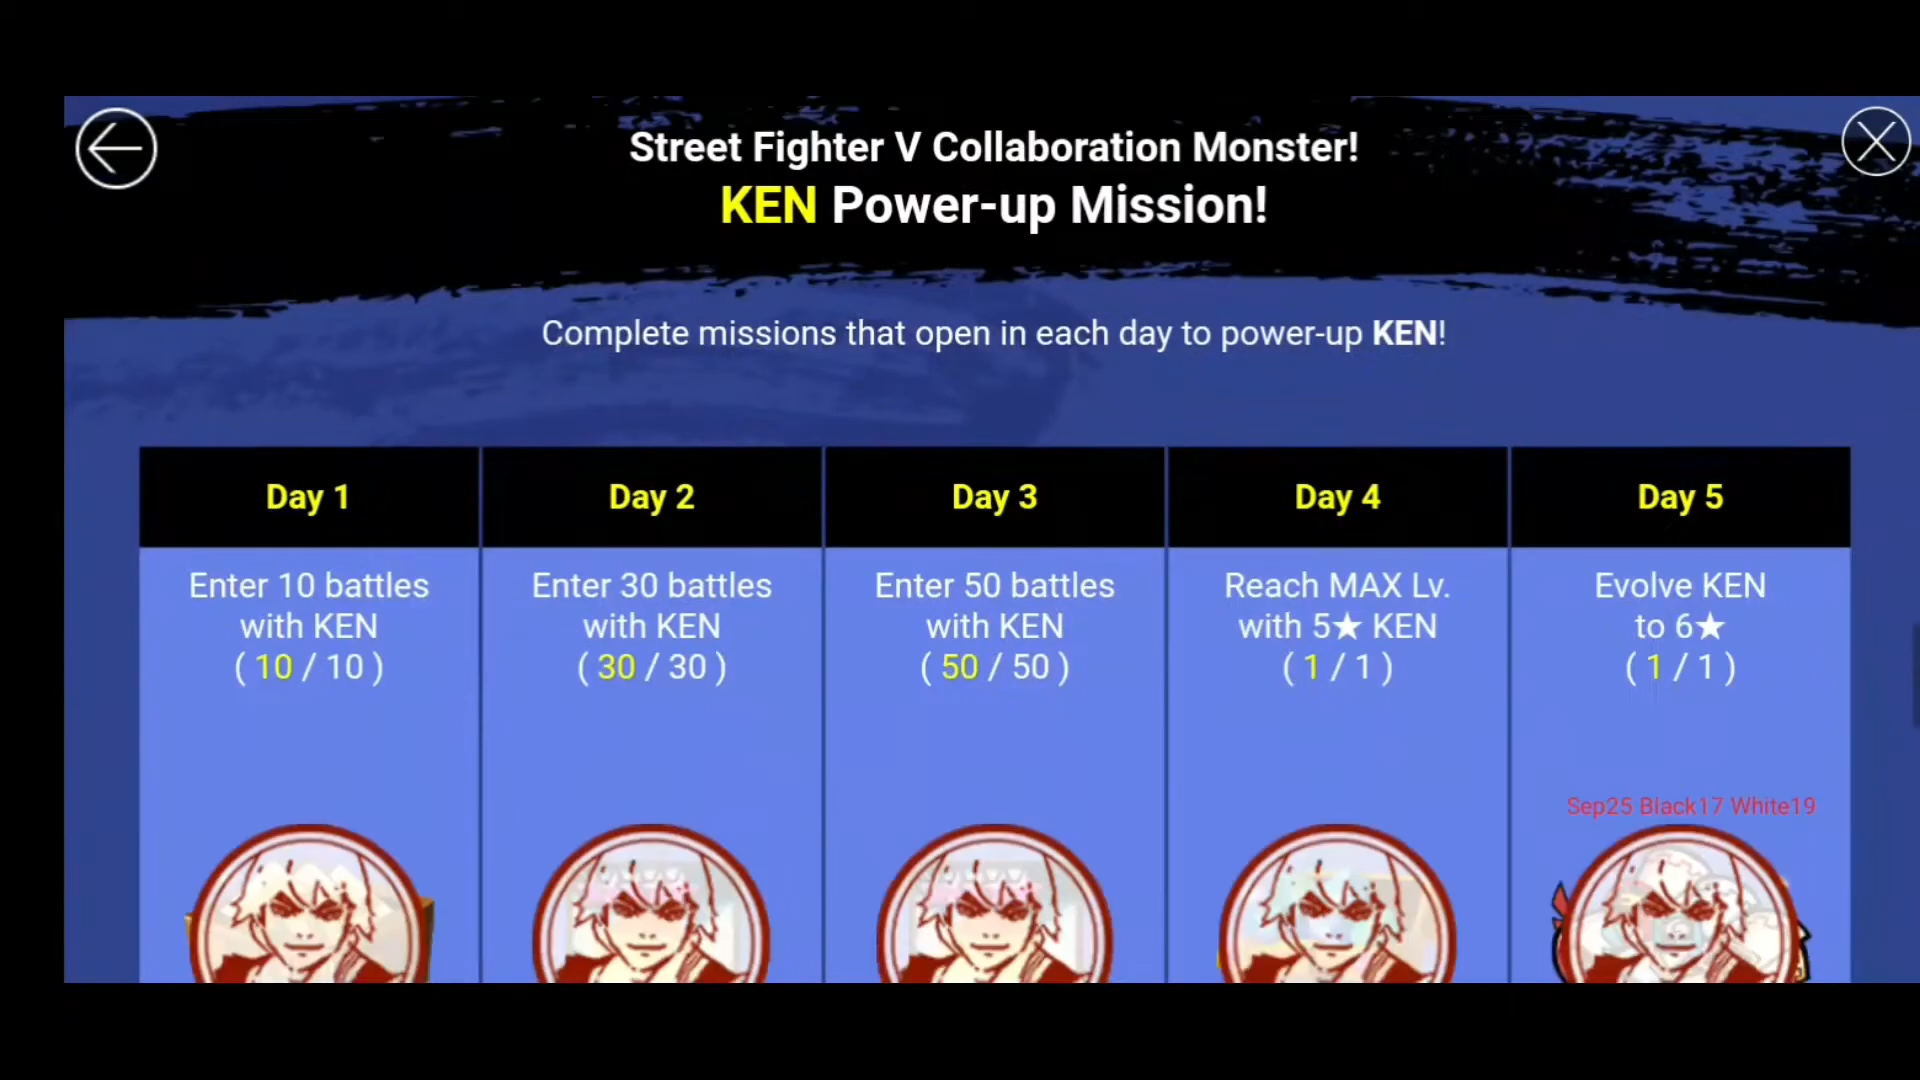 Street Fighter V Collaboration Monster!
KEN Power-up Mission!
Complete missions that open in each day to power-up KEN!
Day 1
Enter 10 battles
with KEN
( 10 / 10 )
Day 2
Enter 30 battles
with KEN
( 30 / 30 )
Day 3
Enter 50 battles
with KEN
( 50 / 50 )
Day 4
Reach MAX Lv.
with 5★ KEN
( 1 / 1 )
Day 5
Evolve KEN
to 6★
( 1 / 1 )
Sep25 Black17 White19